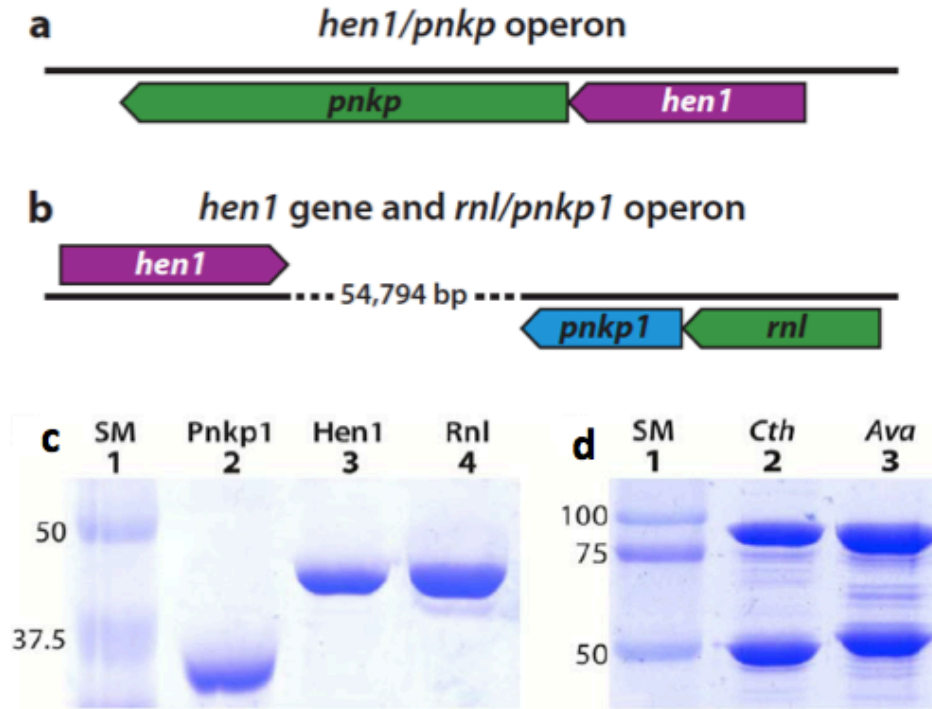 a hen1/pnkp operon
pnkp hen1
b hen1 gene and rnl/pnkp1 operon
hen1
54,794 bp
pnkp1 rnl
c SM Pnkp1 Hen1 Rnl
1 2 3 4
50
37.5
d SM Cth Ava
1 2 3
100
75
50